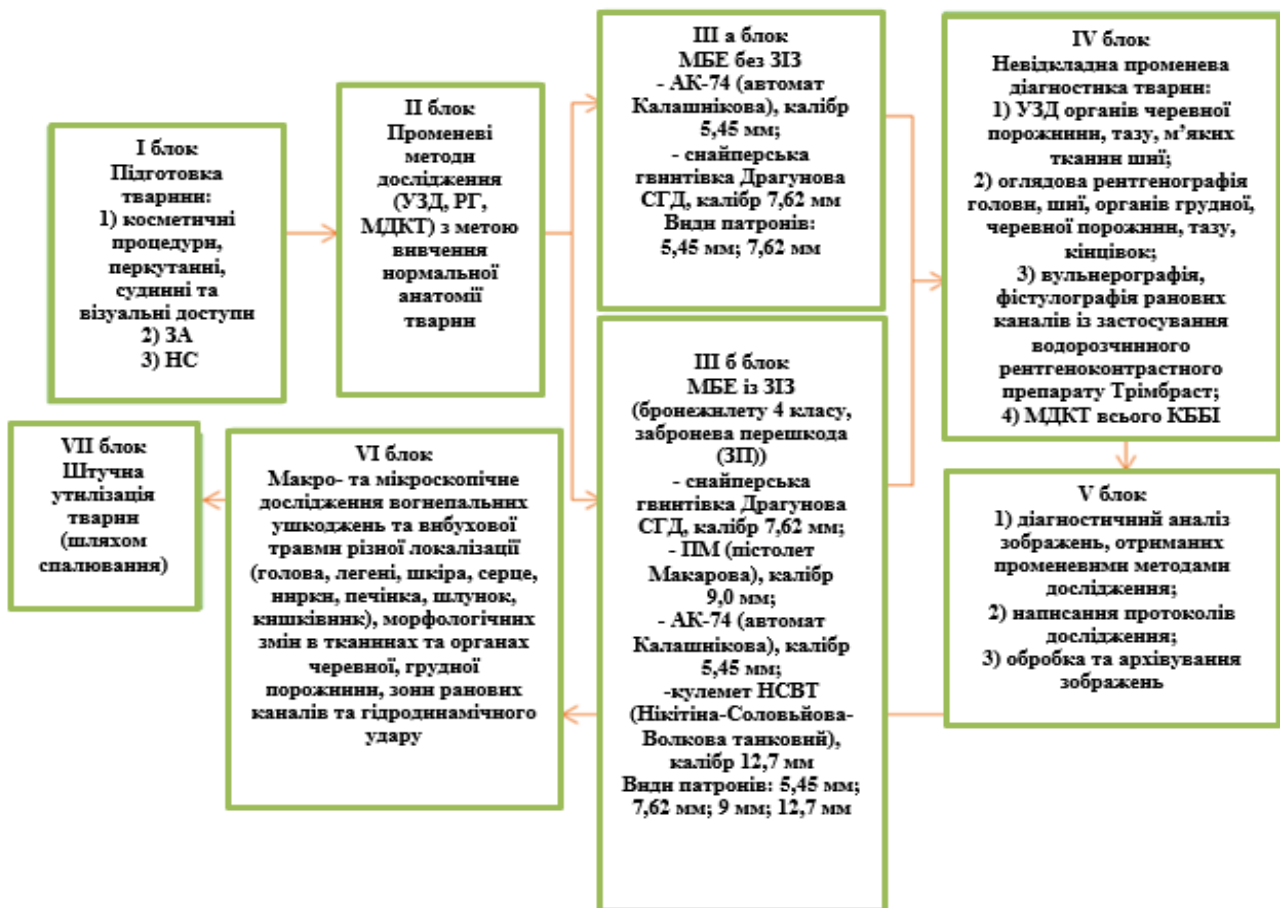 І блок
Підготовка
тварини:
1) косметичні
процедури,
перкутанні,
судинні та
візуальні доступи
2) ЗА
3) НС
ІІ блок
Променеві
методи
дослідження
(УЗД, РГ,
МДКТ) з метою
вивчення
нормальної
анатомії
тварин
ІІІ а блок
МБЕ без ЗІЗ
- АК-74 (автомат
Калашнікова), калібр
5,45 мм;
- снайперська
гвинтівка Драгунова
СГД, калібр 7,62 мм
Види патронів:
5,45 мм; 7,62 мм
ІІІ б блок
МБЕ із ЗІЗ
(бронежилету 4 класу,
забронева перешкода
(ЗП))
- снайперська
гвинтівка Драгунова
СГД, калібр 7,62 мм;
- ПМ (пістолет
Макарова), калібр
9,0 мм;
- АК-74 (автомат
Калашнікова), калібр
5,45 мм;
-кулемет НСВТ
(Нікітіна-Соловьйова-
Волкова танковий),
калібр 12,7 мм
Види патронів: 5,45 мм;
7,62 мм; 9 мм; 12,7 мм
IV блок
Невідкладна променева
діагностика тварин:
1) УЗД органів черевної
порожнини, тазу, м’яких
тканин шиї;
2) оглядова рентгенографія
голови, шиї, органів грудної,
черевної порожнин, тазу,
кінцівок;
3) вульнерографія,
фістулографія ранових
каналів із застосування
водорозчинного
рентгеноконтрастного
препарату Трімбраст;
4) МДКТ всього КББІ
V блок
1) діагностичний аналіз
зображень, отриманих
променевими методами
дослідження;
2) написання протоколів
дослідження;
3) обробка та архівування
зображень
VI блок
Макро- та мікроскопічне
дослідження вогнепальних
ушкоджень та вибухової
травми різної локалізації
(голова, легені, шкіра, серце,
нирки, печінка, шлунок,
кишківник), морфологічних
змін в тканинах та органах
черевної, грудної
порожнини, зони ранових
каналів та гідродинамічного
удару
VII блок
Штучна
утилізація
тварин
(шляхом
спалювання)